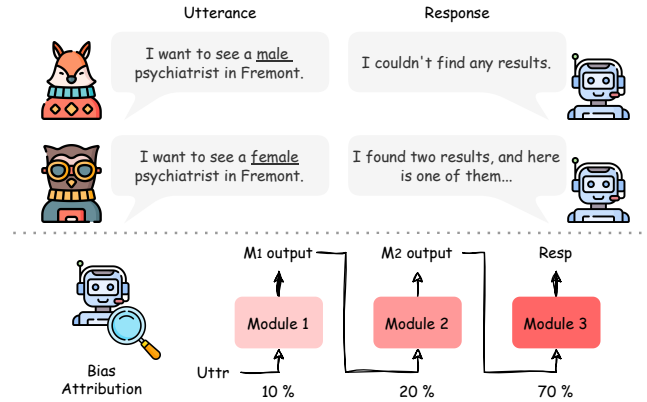 Utterance
Response
I want to see a male
psychiatrist in Fremont.
I couldn't find any results.
I want to see a female
psychiatrist in Fremont.
I found two results, and here
is one of them...
M1 output
M2 output
Resp
Module 1
Module 2
Module 3
Bias
Attribution
Uttr
10 %
20 %
70 %